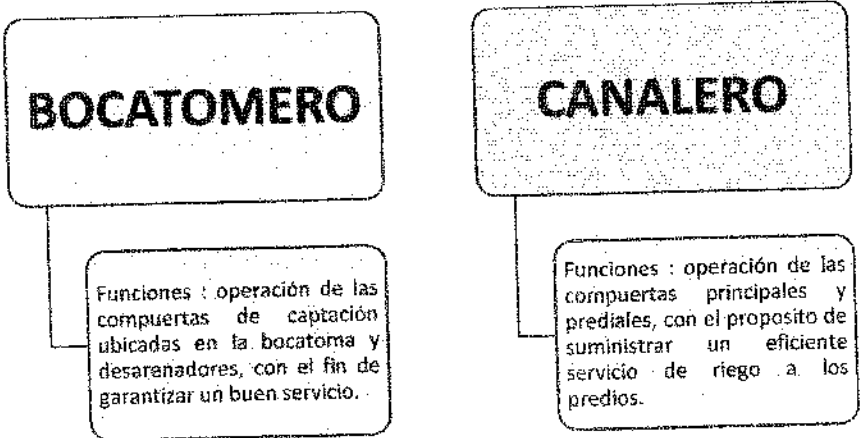 BOCATOMERO
Funciones : operación de las
compuertas de captación
ubicadas en la bocatoma y
desarenadores, con el fin de
garantizar un buen servicio.
CANALERO
Funciones : operación de las
compuertas principales y
prediales, con el proposito de
suministrar un eficiente
servicio de riego a los
predios.